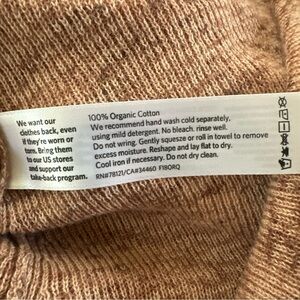 We want our
clothes back, even
if they're worn or
torn. Bring them
to our US stores
and support our
take-back program.
100% Organic Cotton
We recommend hand wash cold separately,
using mild detergent. No bleach. rinse well.
Do not wring. Gently squeeze or roll in towel to remove
excess moisture. Reshape and lay flat to dry.
Cool iron if necessary. Do not dry clean.
RN#78121/CA#34460 F18ORQ